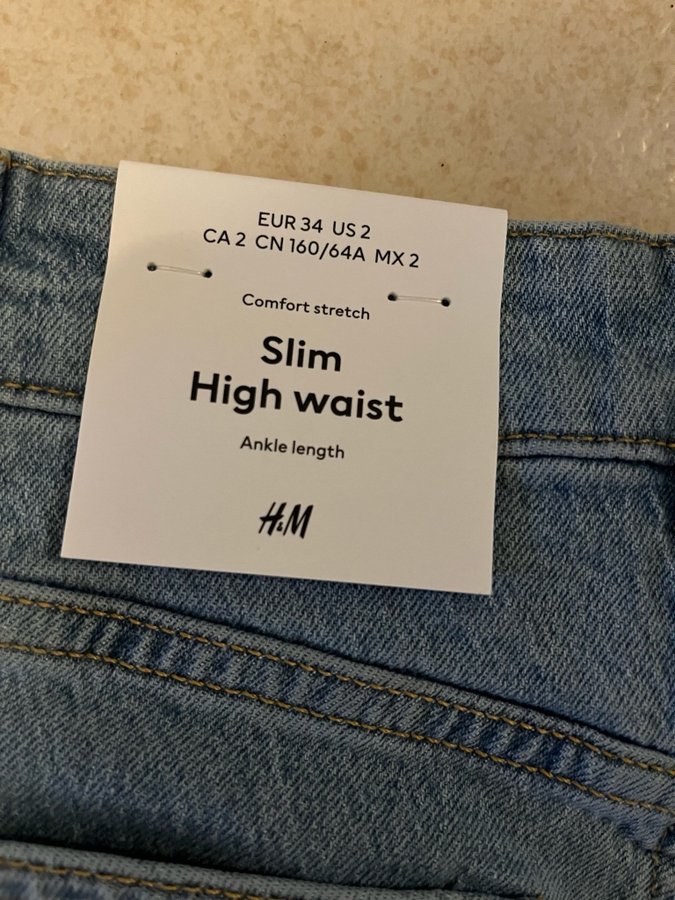 EUR 34 US 2
CA 2 CN 160/64A MX 2
Comfort stretch
Slim
High waist
Ankle length
H&M